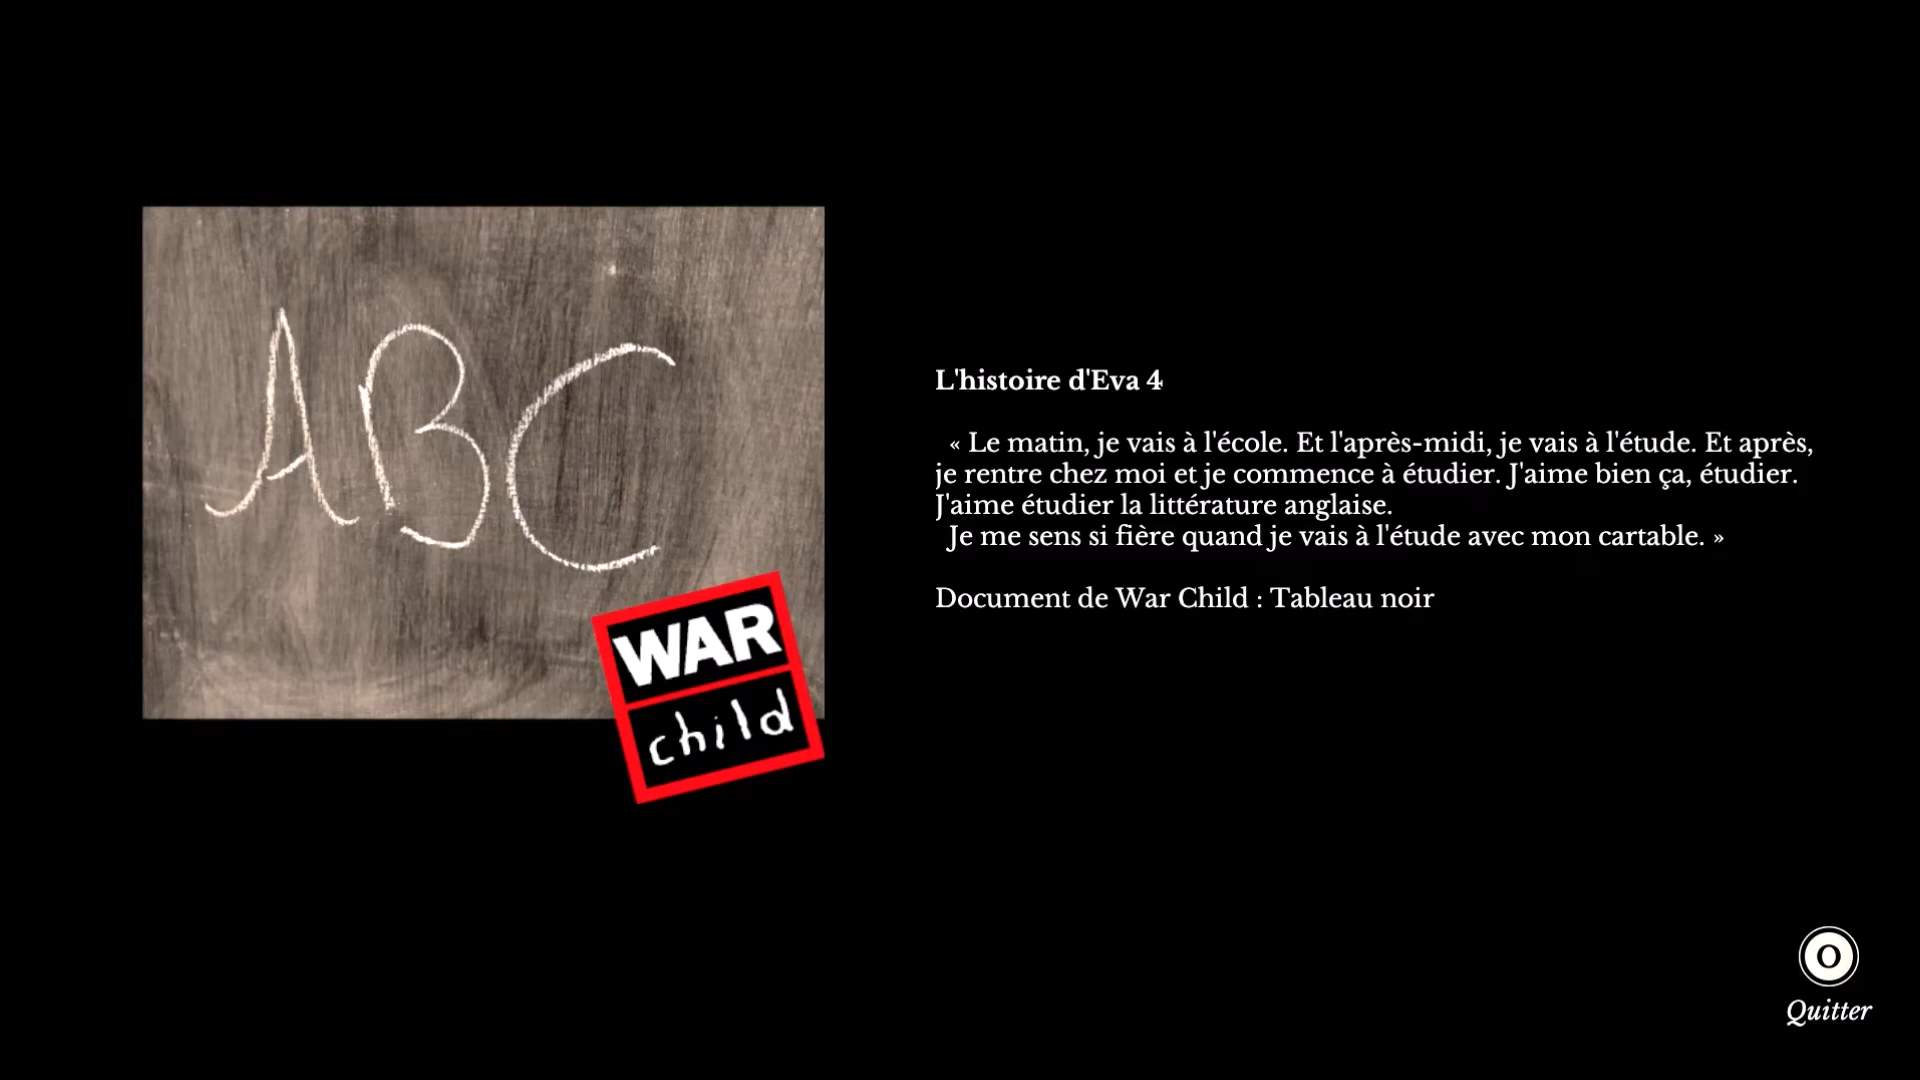 ABC
WAR
child
L'histoire d'Eva 4
« Le matin, je vais à l'école. Et l'après-midi, je vais à l'étude. Et après,
je rentre chez moi et je commence à étudier. J'aime bien ça, étudier.
J'aime étudier la littérature anglaise.
Je me sens si fière quand je vais à l'étude avec mon cartable. »
Document de War Child : Tableau noir
O
Quitter